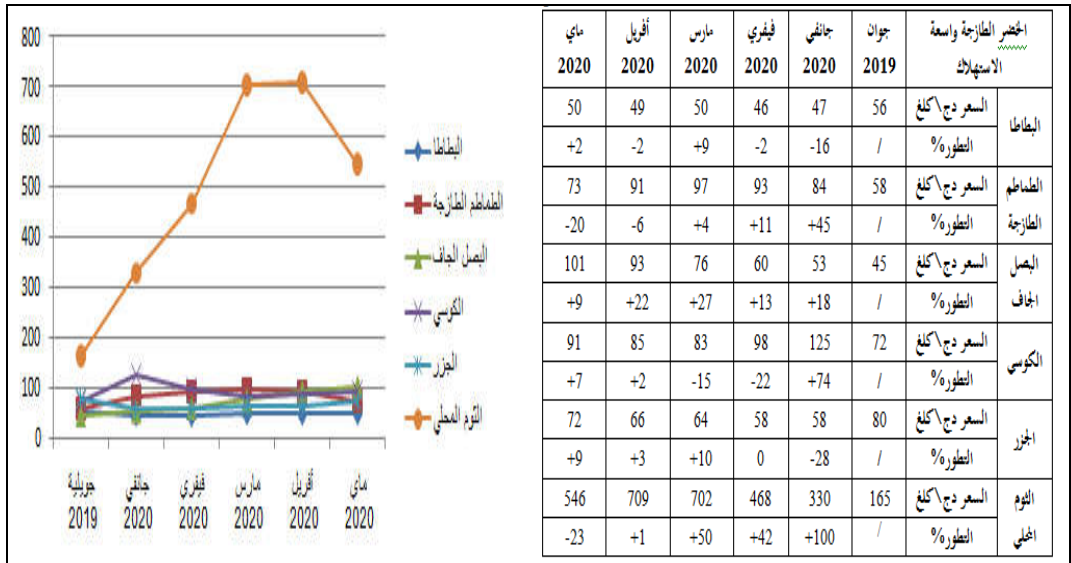 800
700
600
500
400
300
200
100
0
جويلية 2019
جانفي 2020
فيفري 2020
مارس 2020
أفريل 2020
ماي 2020
البطاطا
الطماطم الطازجة
البصل الجاف
الكوسي
الجزر
الثوم المحلي
الخضر الطازجة واسعة الاستهلاك جوان 2019 جانفي 2020 فيفري 2020 مارس 2020 أفريل 2020 ماي 2020
البطاطا السعر دج\كلغ 56 47 46 50 49 50
التطور% / -16 -2 +9 -2 +2
الطماطم الطازجة السعر دج\كلغ 58 84 93 97 91 73
التطور% / +45 +11 +4 -6 -20
البصل الجاف السعر دج\كلغ 45 53 60 76 93 101
التطور% / +18 +13 +27 +22 +9
الكوسي السعر دج\كلغ 72 125 98 83 85 91
التطور% / +74 -22 -15 +2 +7
الجزر السعر دج\كلغ 80 58 58 64 66 72
التطور% / -28 0 +10 +3 +9
الثوم المحلي السعر دج\كلغ 165 330 468 702 709 546
التطور% / +100 +42 +50 +1 -23